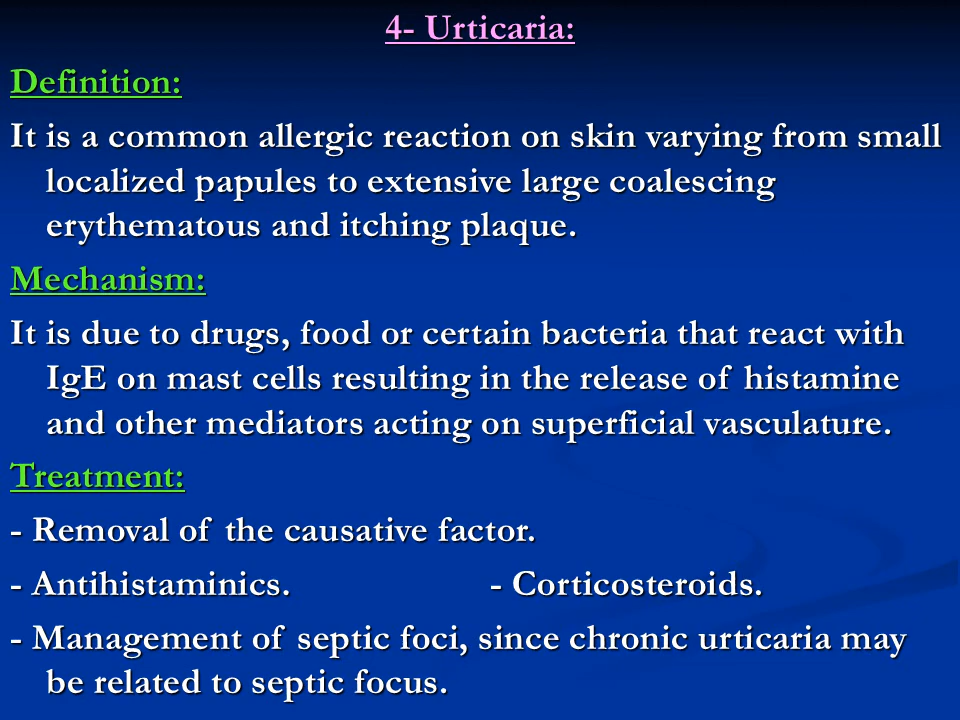 4- Urticaria:
Definition:
It is a common allergic reaction on skin varying from small
localized papules to extensive large coalescing
erythematous and itching plaque.
Mechanism:
It is due to drugs, food or certain bacteria that react with
IgE on mast cells resulting in the release of histamine
and other mediators acting on superficial vasculature.
Treatment:
- Removal of the causative factor.
- Antihistaminics. - Corticosteroids.
- Management of septic foci, since chronic urticaria may
be related to septic focus.